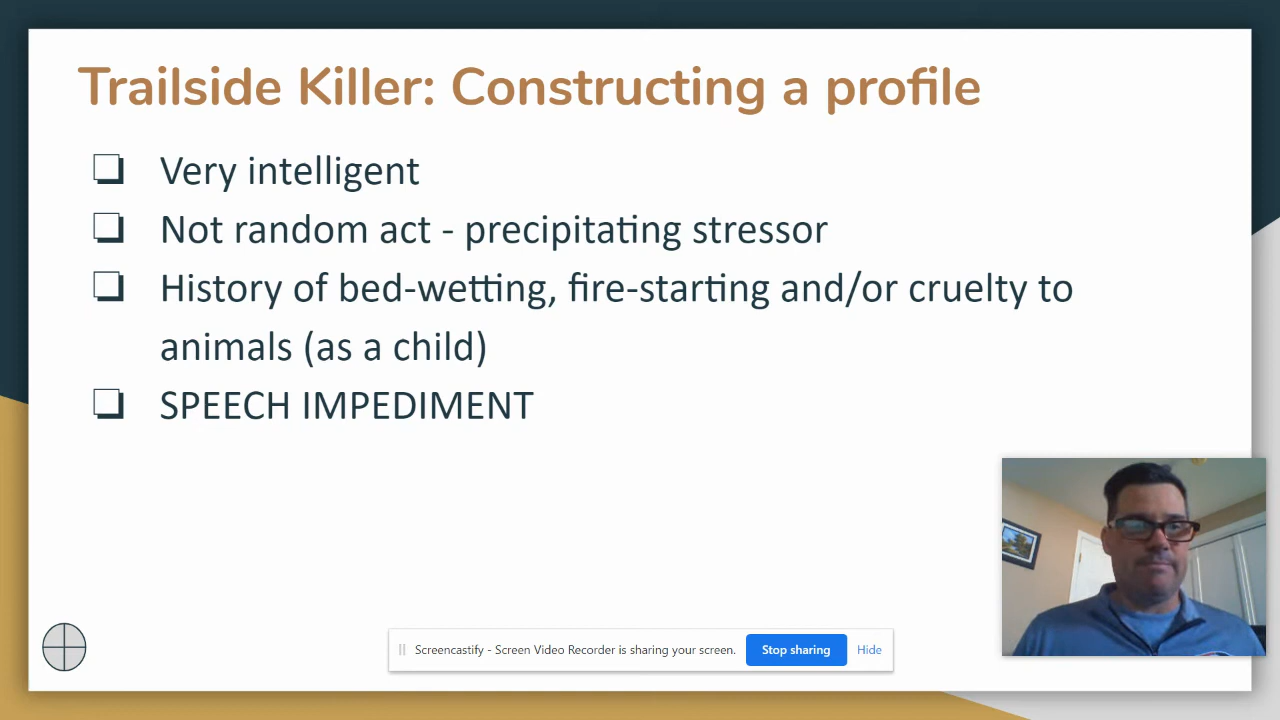 Trailside Killer: Constructing a profile
Very intelligent
Not random act - precipitating stressor
History of bed-wetting, fire-starting and/or cruelty to
animals (as a child)
SPEECH IMPEDIMENT
Screencastify - Screen Video Recorder is sharing your screen. Stop sharing Hide